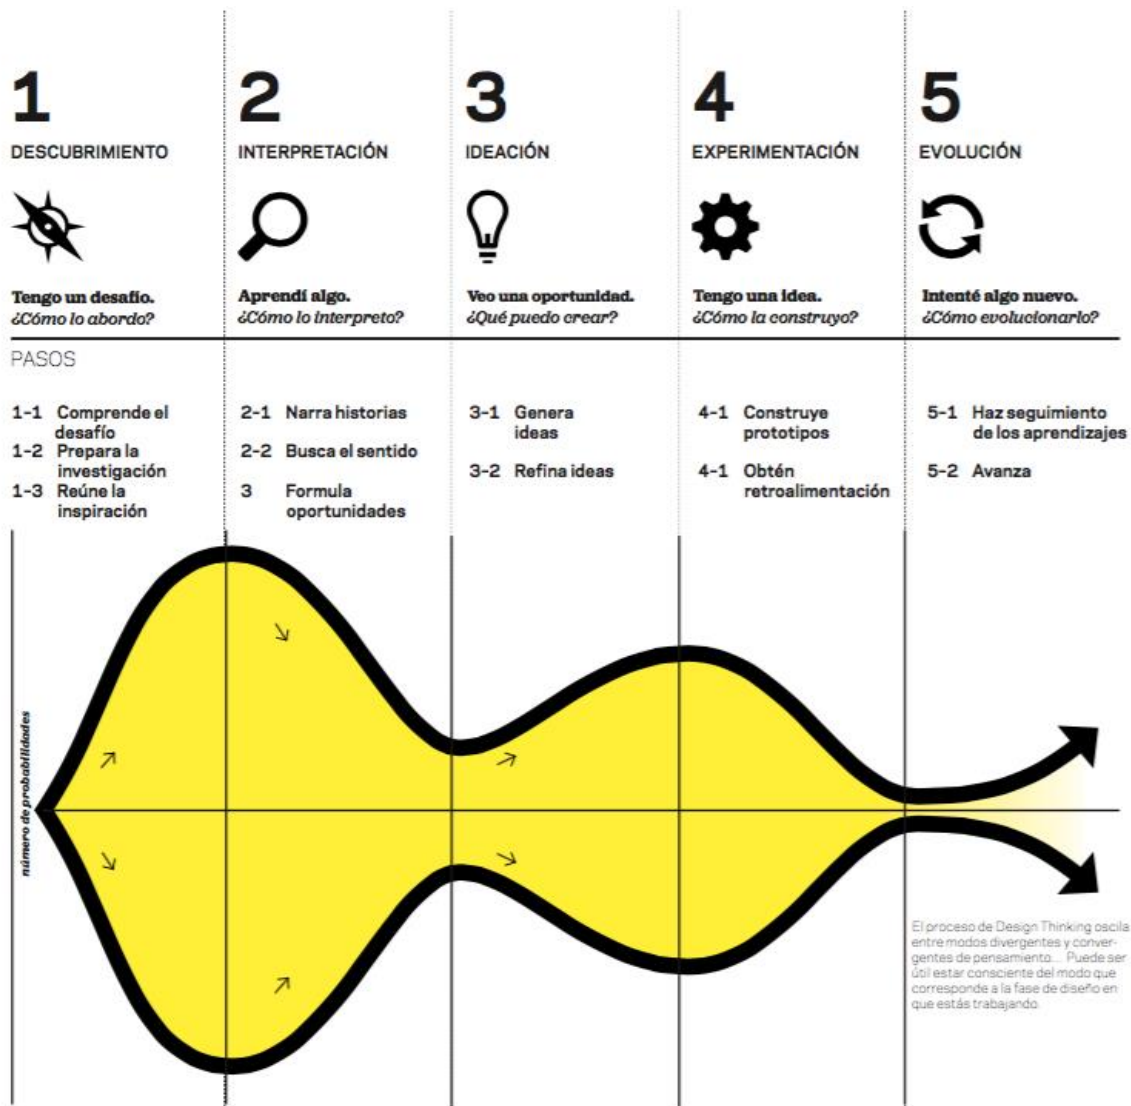 1
DESCUBRIMIENTO
Tengo un desafío.
¿Cómo lo abordo?
2
INTERPRETACIÓN
Aprendí algo.
¿Cómo lo interpreto?
3
IDEACIÓN
Veo una oportunidad.
¿Qué puedo crear?
4
EXPERIMENTACIÓN
Tengo una idea.
¿Cómo la construyo?
5
EVOLUCIÓN
Intenté algo nuevo.
¿Cómo evolucionarlo?
PASOS
1-1 Comprende el
desafío
1-2 Prepara la
investigación
1-3 Reúne la
inspiración
2-1 Narra historias
2-2 Busca el sentido
3 Formula
oportunidades
3-1 Genera
ideas
3-2 Refina ideas
4-1 Construye
prototipos
4-1 Obtén
retroalimentación
5-1 Haz seguimiento
de los aprendizajes
5-2 Avanza
número de probabilidades
El proceso de Design Thinking oscila
entre modos divergentes y conver-
gentes de pensamiento... Puede ser
útil estar consciente del modo que
corresponde a la fase de diseño en
que estás trabajando.